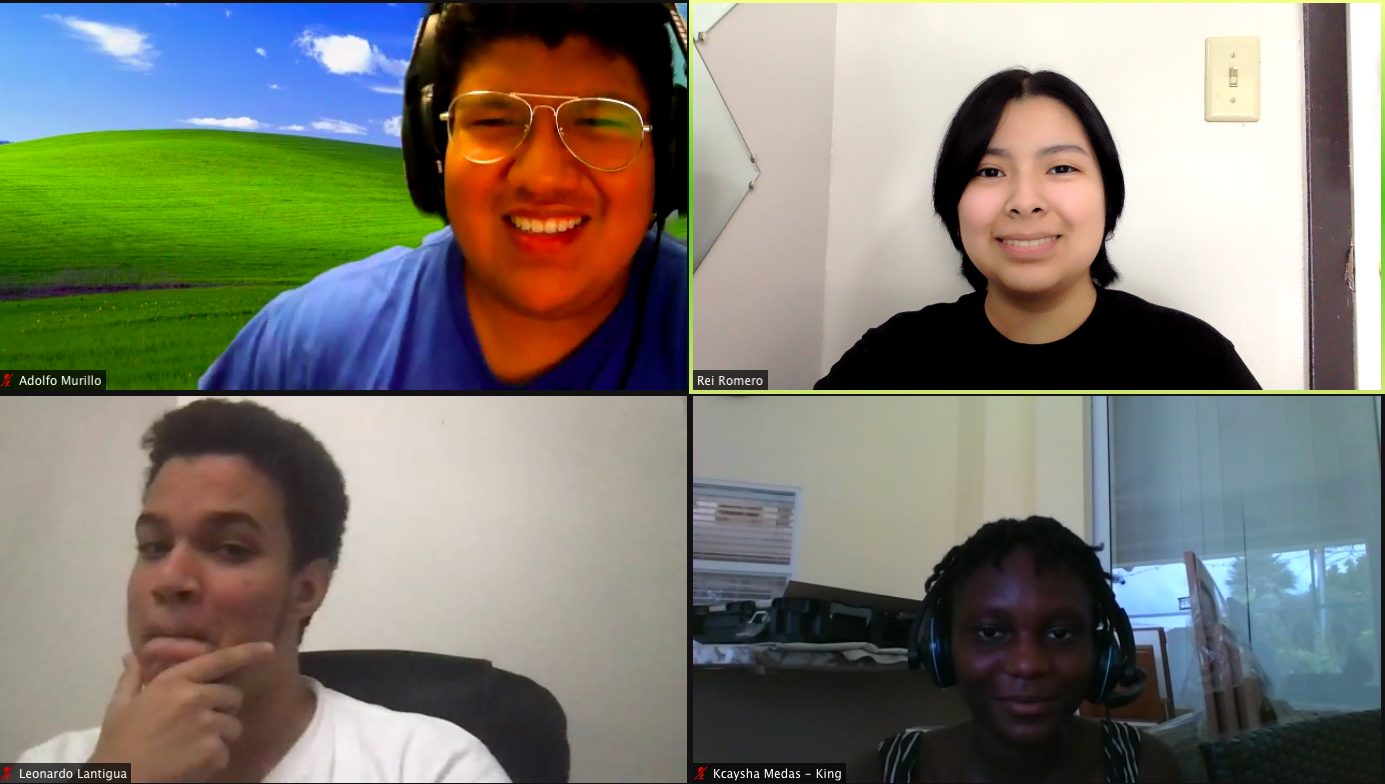 Adolfo Murillo
Rei Romero
Leonardo Lantigua
Kcaysha Medas – King